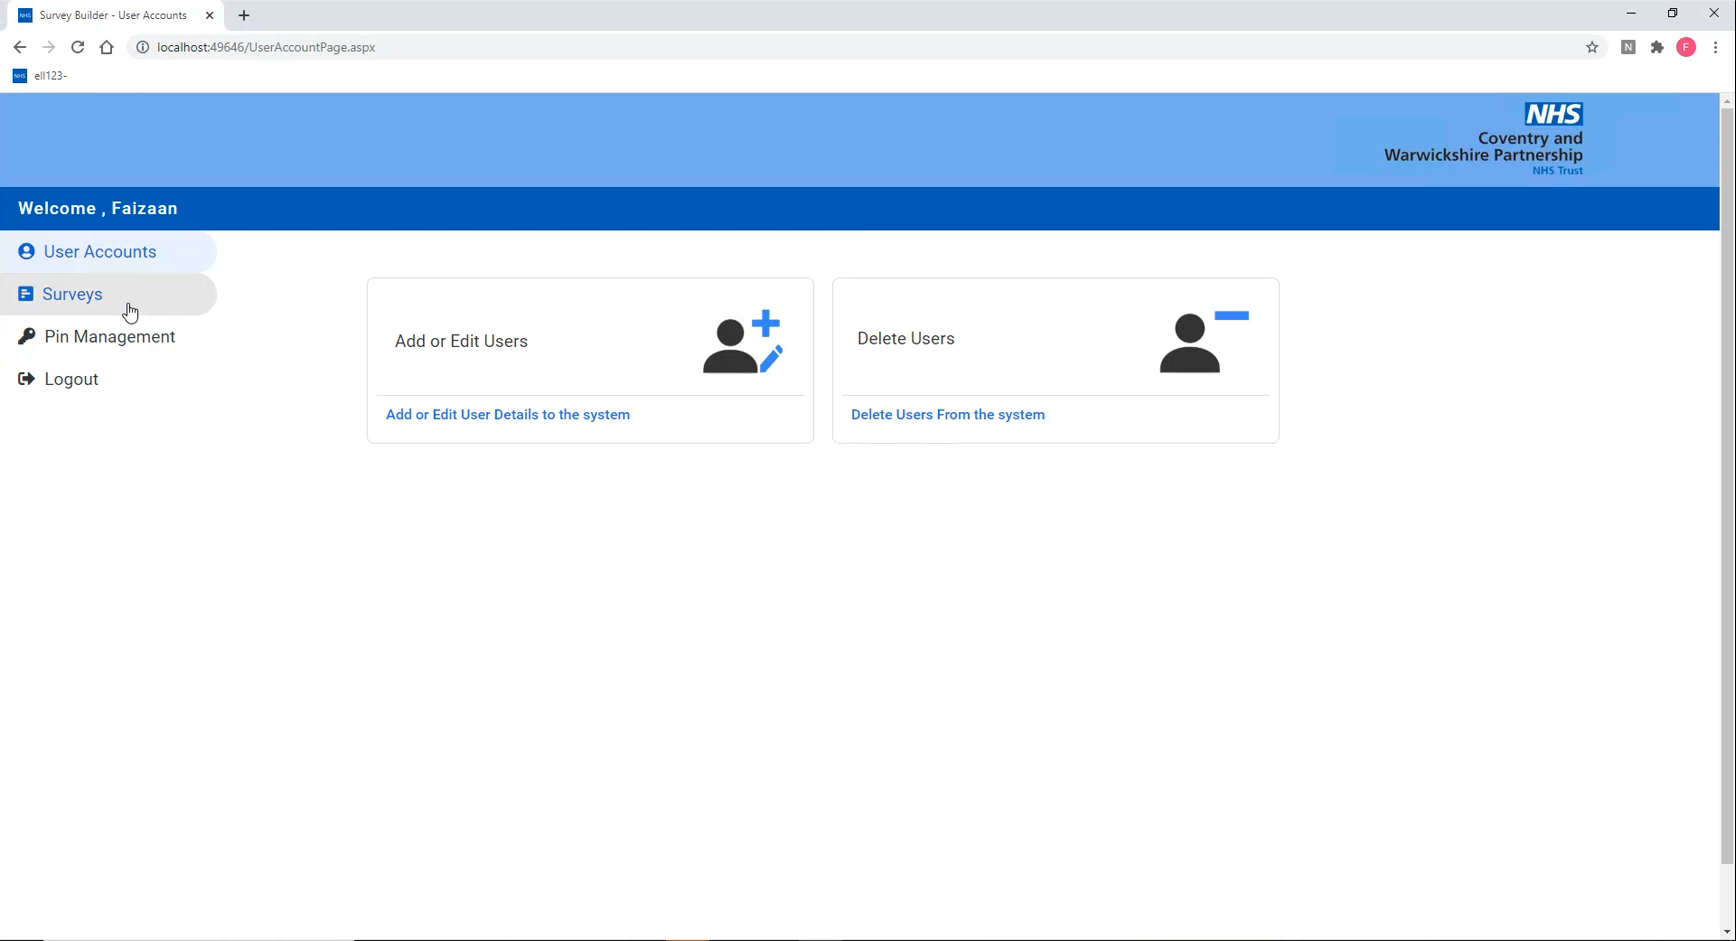 NHS Survey Builder - User Accounts
localhost:49646/UserAccountPage.aspx
N
F
NHS ell123-
NHS
Coventry and
Warwickshire Partnership
NHS Trust
Welcome , Faizaan
User Accounts
Surveys
Pin Management
Logout
Add or Edit Users
Add or Edit User Details to the system
Delete Users
Delete Users From the system